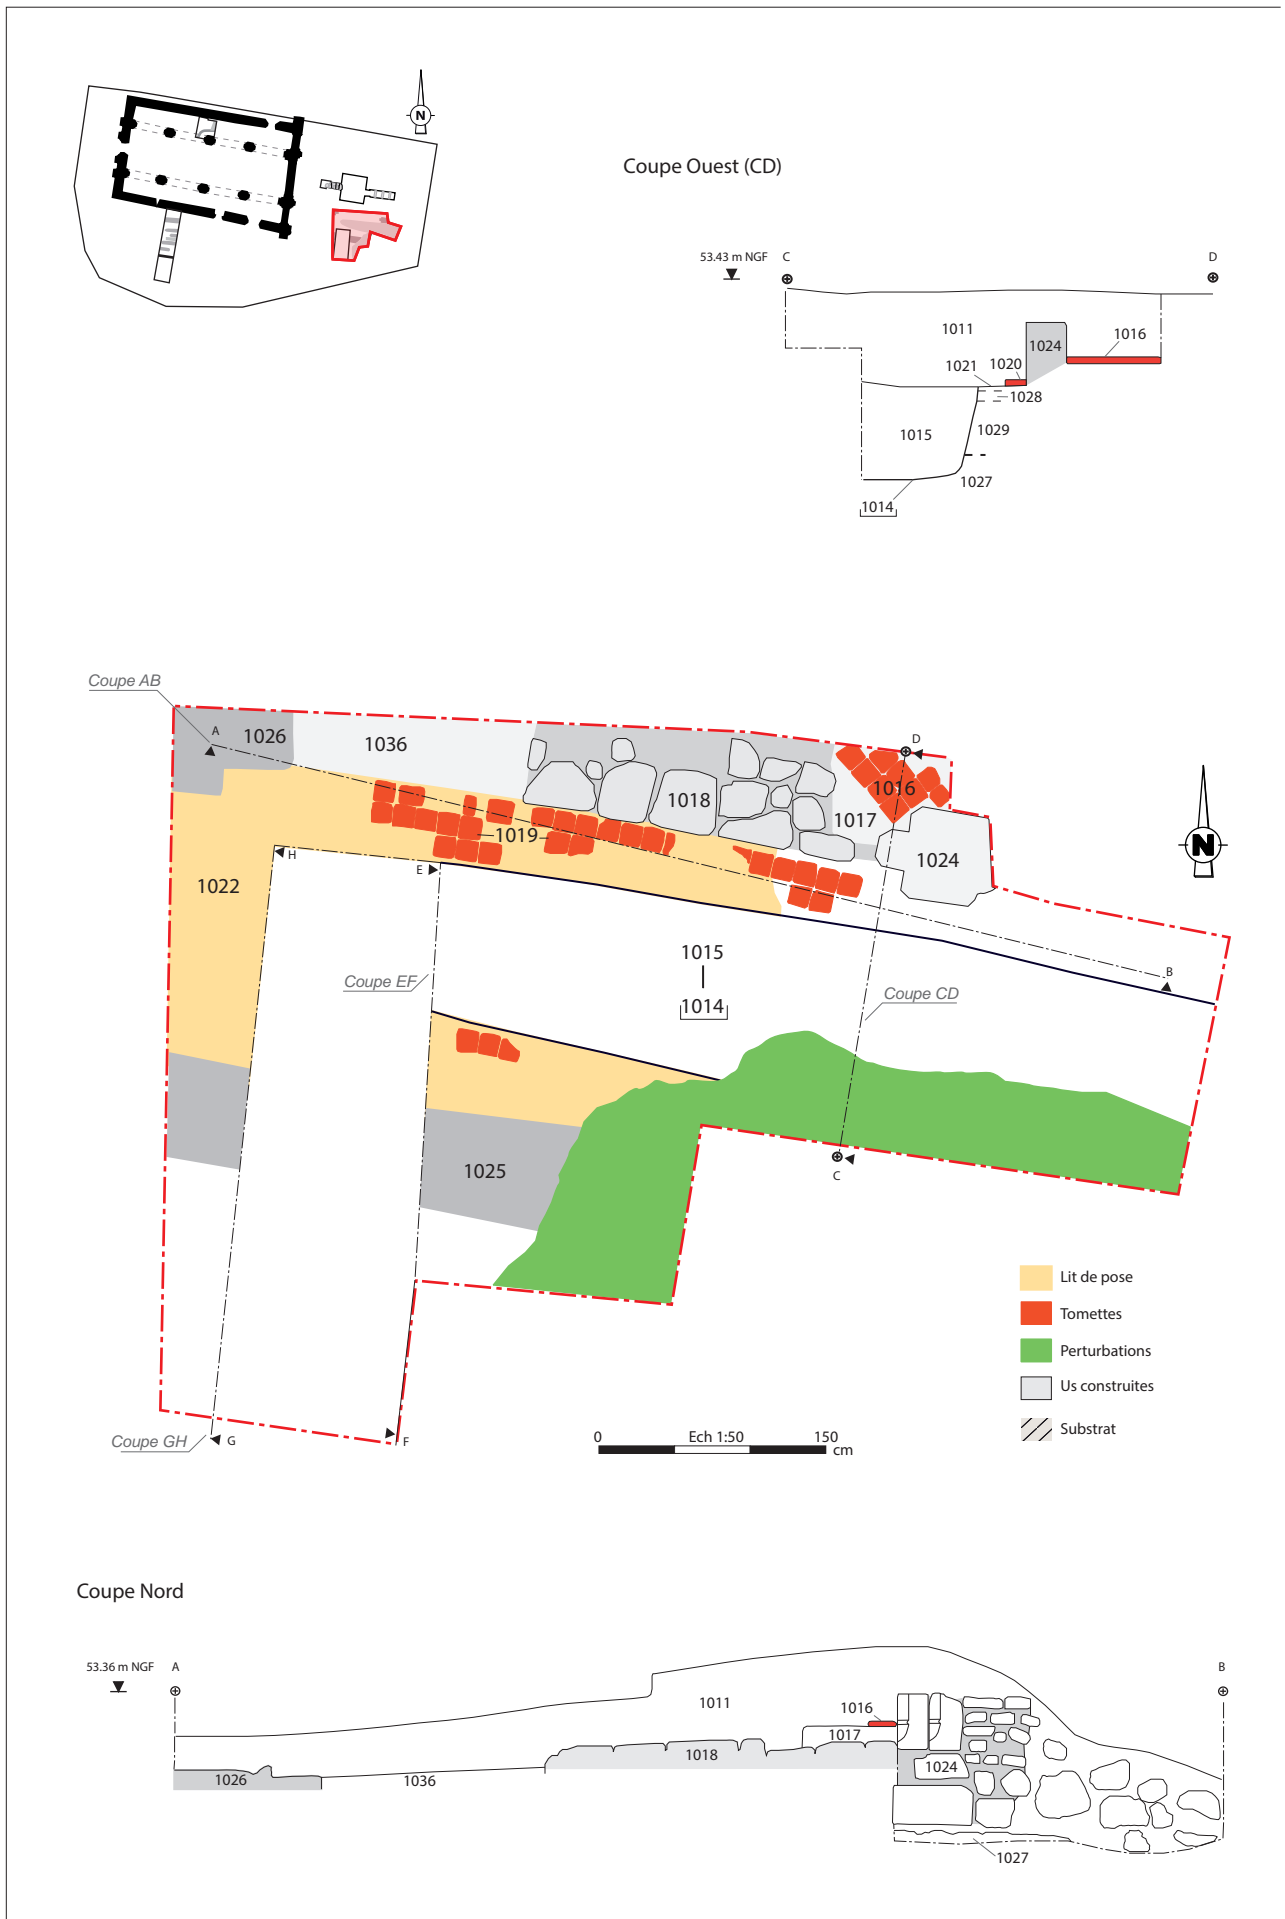 N
Coupe Ouest (CD)
53.43 m NGF
C
D
1011
1024
1016
1021
1020
1028
1015
1029
1027
1014
Coupe AB
A
1026
1036
D
1016
1018
1017
1019
1024
N
H
E
1022
1015
1014
B
Coupe EF
Coupe CD
1025
C
Lit de pose
Tomettes
Perturbations
Us construites
Substrat
Coupe GH
G
F
0 Ech 1:50 150
cm
Coupe Nord
53.36 m NGF
A
B
1011
1016
1017
1018
1024
1026
1036
1027